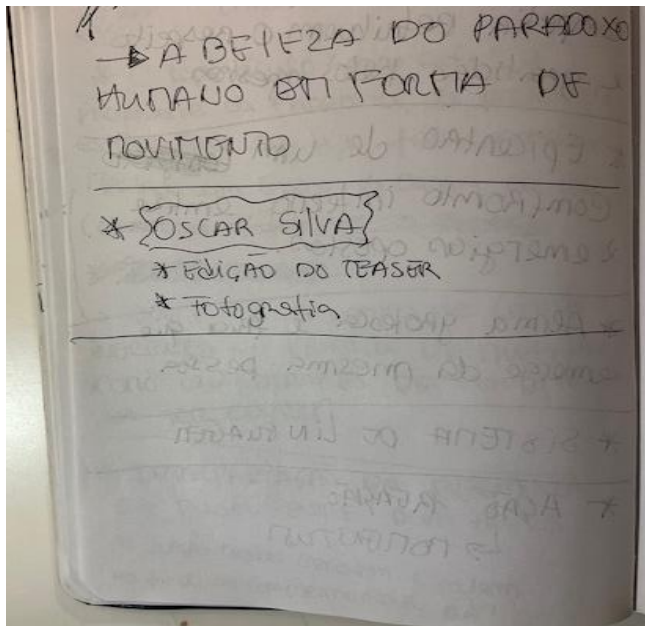 → A BELEZA DO PARADOXO
HUMANO EM FORMA DE
MOVIMENTO
* OSCAR SILVA
* EDIÇÃO DO TEASER
* Fotografia